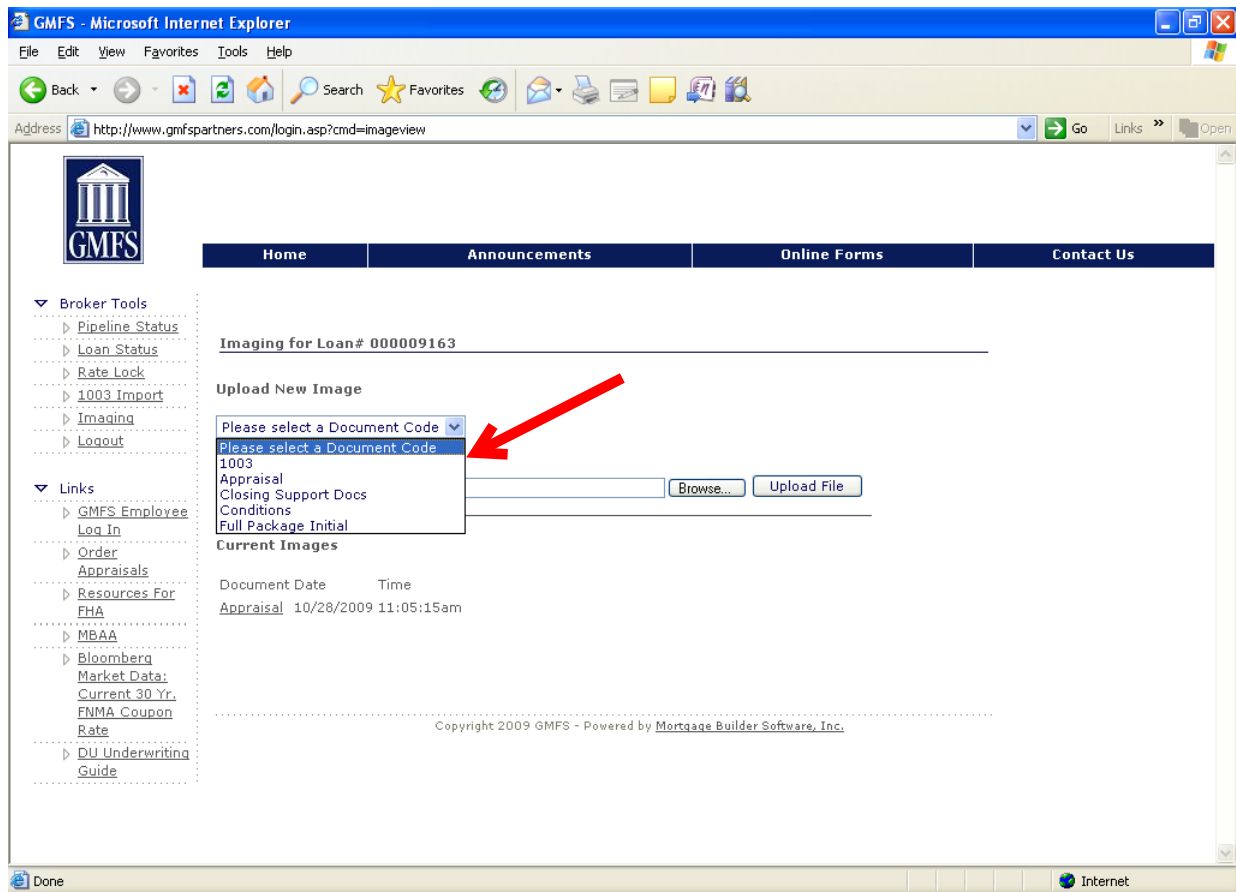 GMFS - Microsoft Internet Explorer
File Edit View Favorites Tools Help
Back Search Favorites
Address http://www.gmfspartners.com/login.asp?cmd=imageview Go Links » Open
GMFS
Home Announcements Online Forms Contact Us
Broker Tools
Pipeline Status
Loan Status
Rate Lock
1003 Import
Imaging
Logout
Links
GMFS Employee
Log In
Order
Appraisals
Resources For
FHA
MBAA
Bloomberg
Market Data:
Current 30 Yr.
FNMA Coupon
Rate
DU Underwriting
Guide
Imaging for Loan# 000009163
Upload New Image
Please select a Document Code
Please select a Document Code
1003
Appraisal
Closing Support Docs
Conditions
Full Package Initial
Browse... Upload File
Current Images
Document Date Time
Appraisal 10/28/2009 11:05:15am
Copyright 2009 GMFS - Powered by Mortgage Builder Software, Inc.
Done Internet